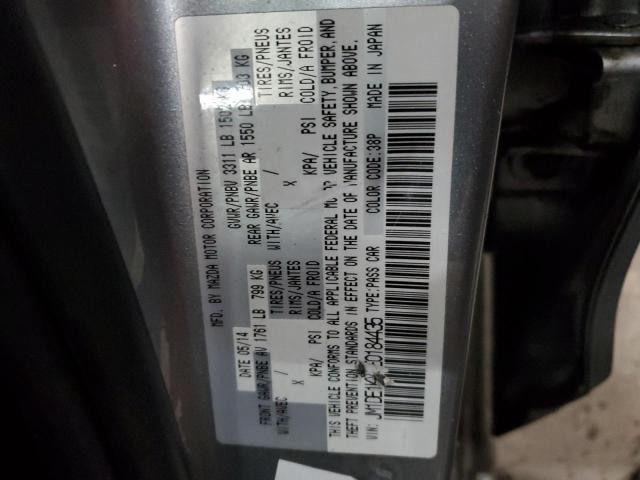 MFD. BY MAZDA MOTOR CORPORATION
DATE 05/14 GVWR/PNBV 3311 LB
FRONT GAWR/PNBE AV 1761 LB 799 KG REAR GAWR/PNBE AR 1550 LB KG
WITH/AVEC TIRES/PNEUS WITH/AVEC TIRES/PNEUS
X RIMS/JANTES X RIMS/JANTES
KPA/ PSI COLD/A FROID KPA/ PSI COLD/A FROID
THIS VEHICLE CONFORMS TO ALL APPLICABLE FEDERAL VEHICLE SAFETY, BUMPER, AND
THEFT PREVENTION STANDARDS IN EFFECT ON THE DATE OF MANUFACTURE SHOWN ABOVE.
VIN: TYPE:PASS CAR COLOR CODE:38P MADE IN JAPAN